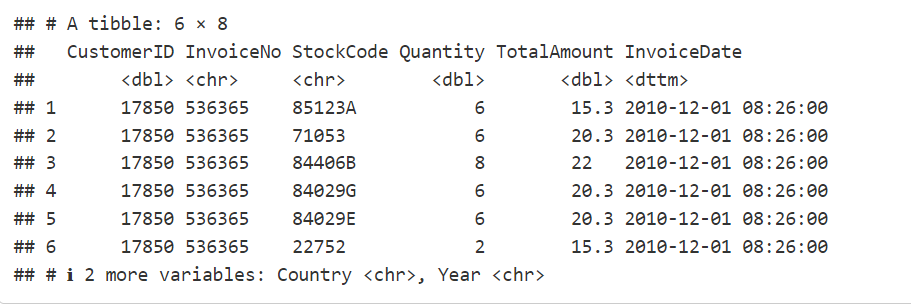 ## # A tibble: 6 × 8
##   CustomerID InvoiceNo StockCode Quantity TotalAmount InvoiceDate
##        <dbl> <chr>     <chr>        <dbl>       <dbl> <dttm>
## 1      17850 536365    85123A           6        15.3 2010-12-01 08:26:00
## 2      17850 536365    71053            6        20.3 2010-12-01 08:26:00
## 3      17850 536365    84406B           8        22   2010-12-01 08:26:00
## 4      17850 536365    84029G           6        20.3 2010-12-01 08:26:00
## 5      17850 536365    84029E           6        20.3 2010-12-01 08:26:00
## 6      17850 536365    22752            2        15.3 2010-12-01 08:26:00
## # ℹ 2 more variables: Country <chr>, Year <chr>